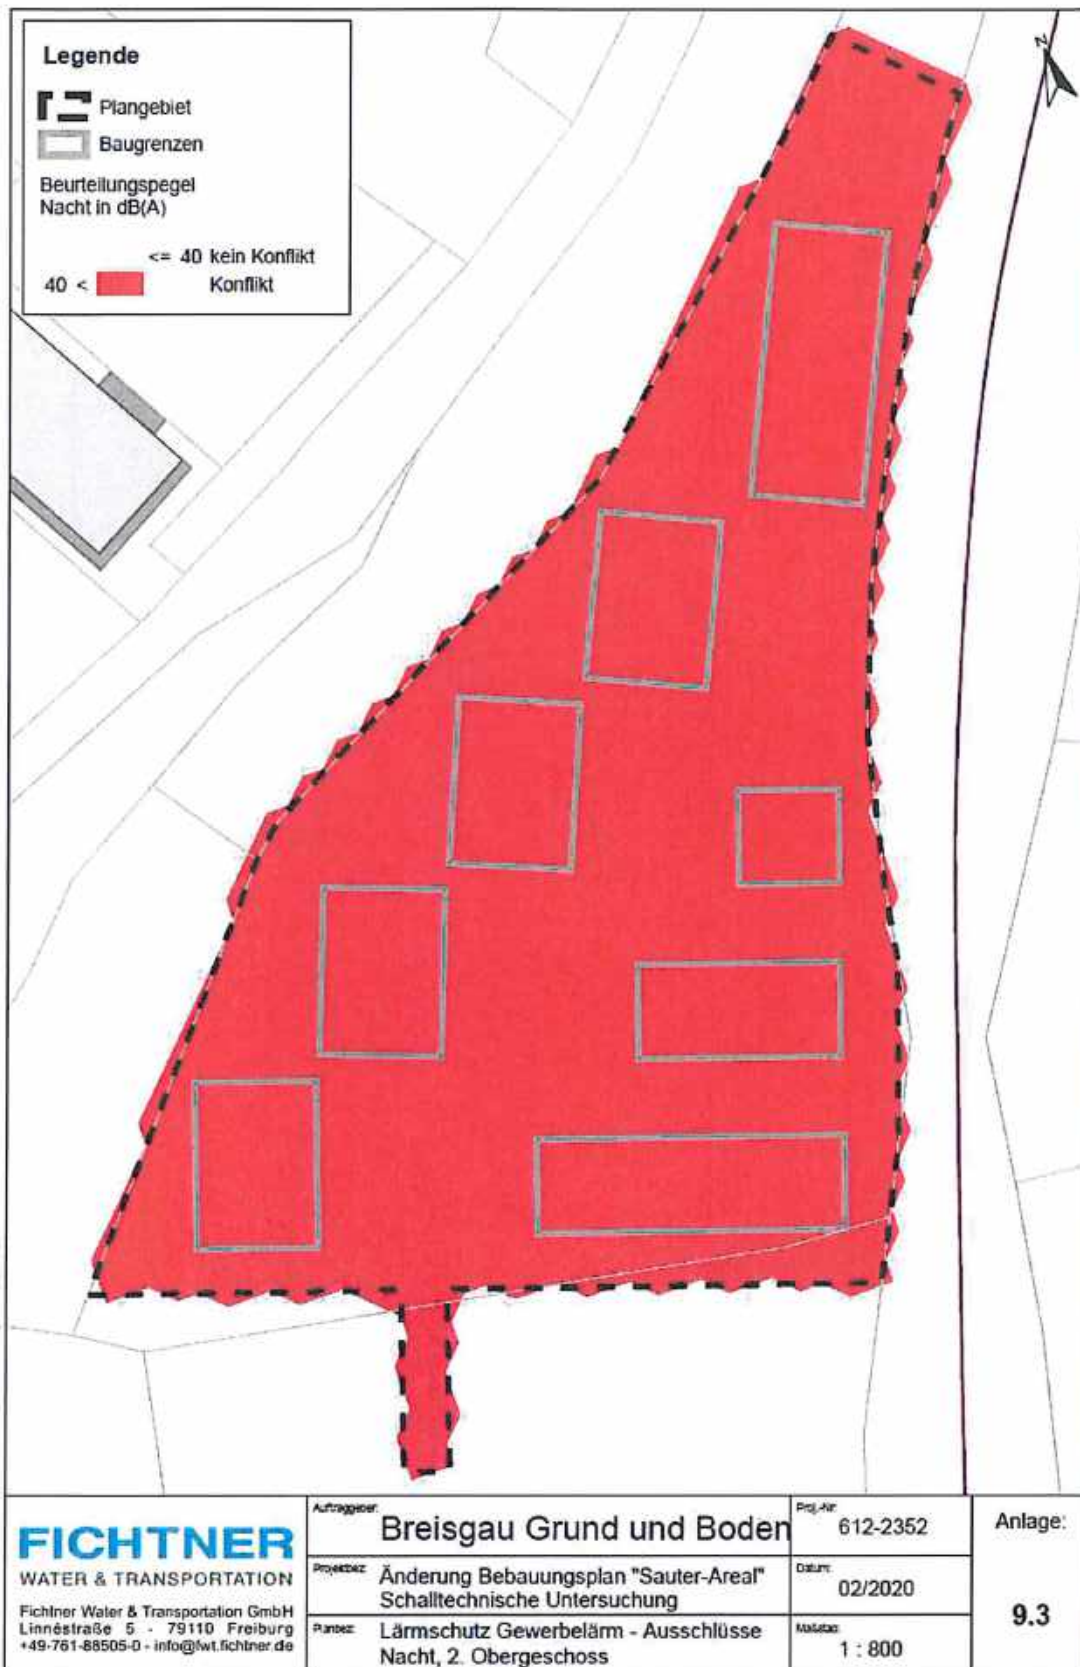 Legende
Plangebiet
Baugrenzen
Beurteilungspegel
Nacht in dB(A)
<= 40 kein Konflikt
40 < Konflikt
N
FICHTNER
WATER & TRANSPORTATION
Fichtner Water & Transportation GmbH
Linnéstraße 5 - 79110 Freiburg
+49-761-88505-0 - info@fwt.fichtner.de
Auftraggeber:
Breisgau Grund und Boden
Projektbez:
Änderung Bebauungsplan "Sauter-Areal"
Schalltechnische Untersuchung
Planbez:
Lärmschutz Gewerbelärm - Ausschlüsse
Nacht, 2. Obergeschoss
Proj.-Nr:
612-2352
Datum:
02/2020
Maßstab:
1 : 800
Anlage:
9.3